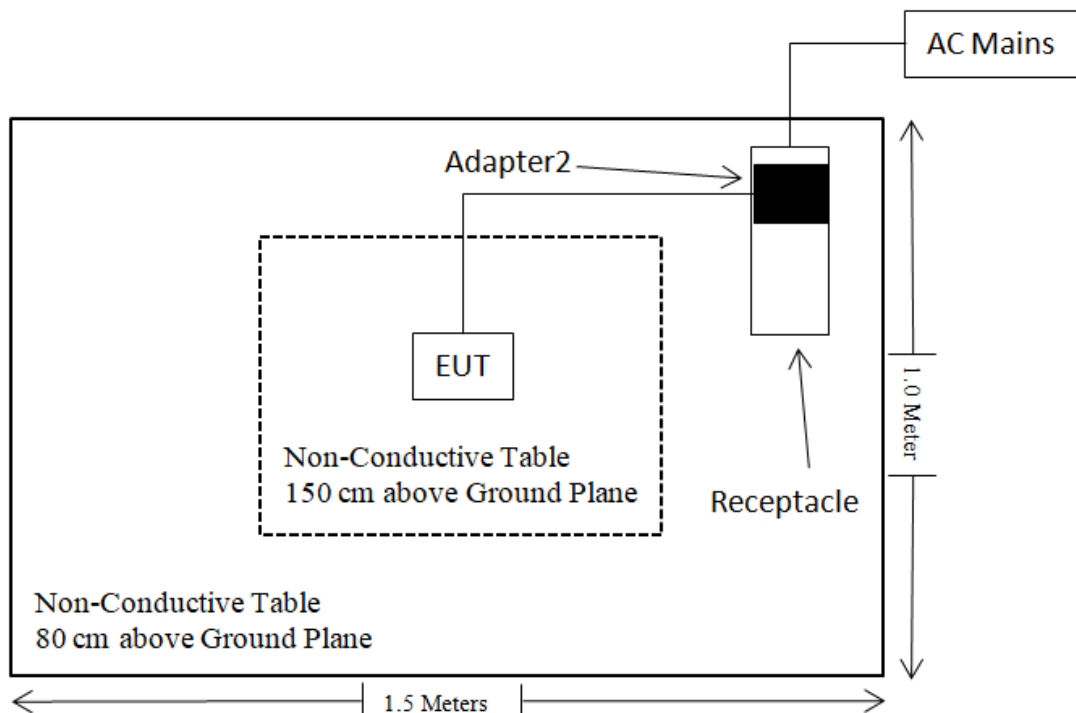 AC Mains
Adapter2
EUT
Non-Conductive Table
150 cm above Ground Plane
1.0 Meter
Receptacle
Non-Conductive Table
80 cm above Ground Plane
1.5 Meters